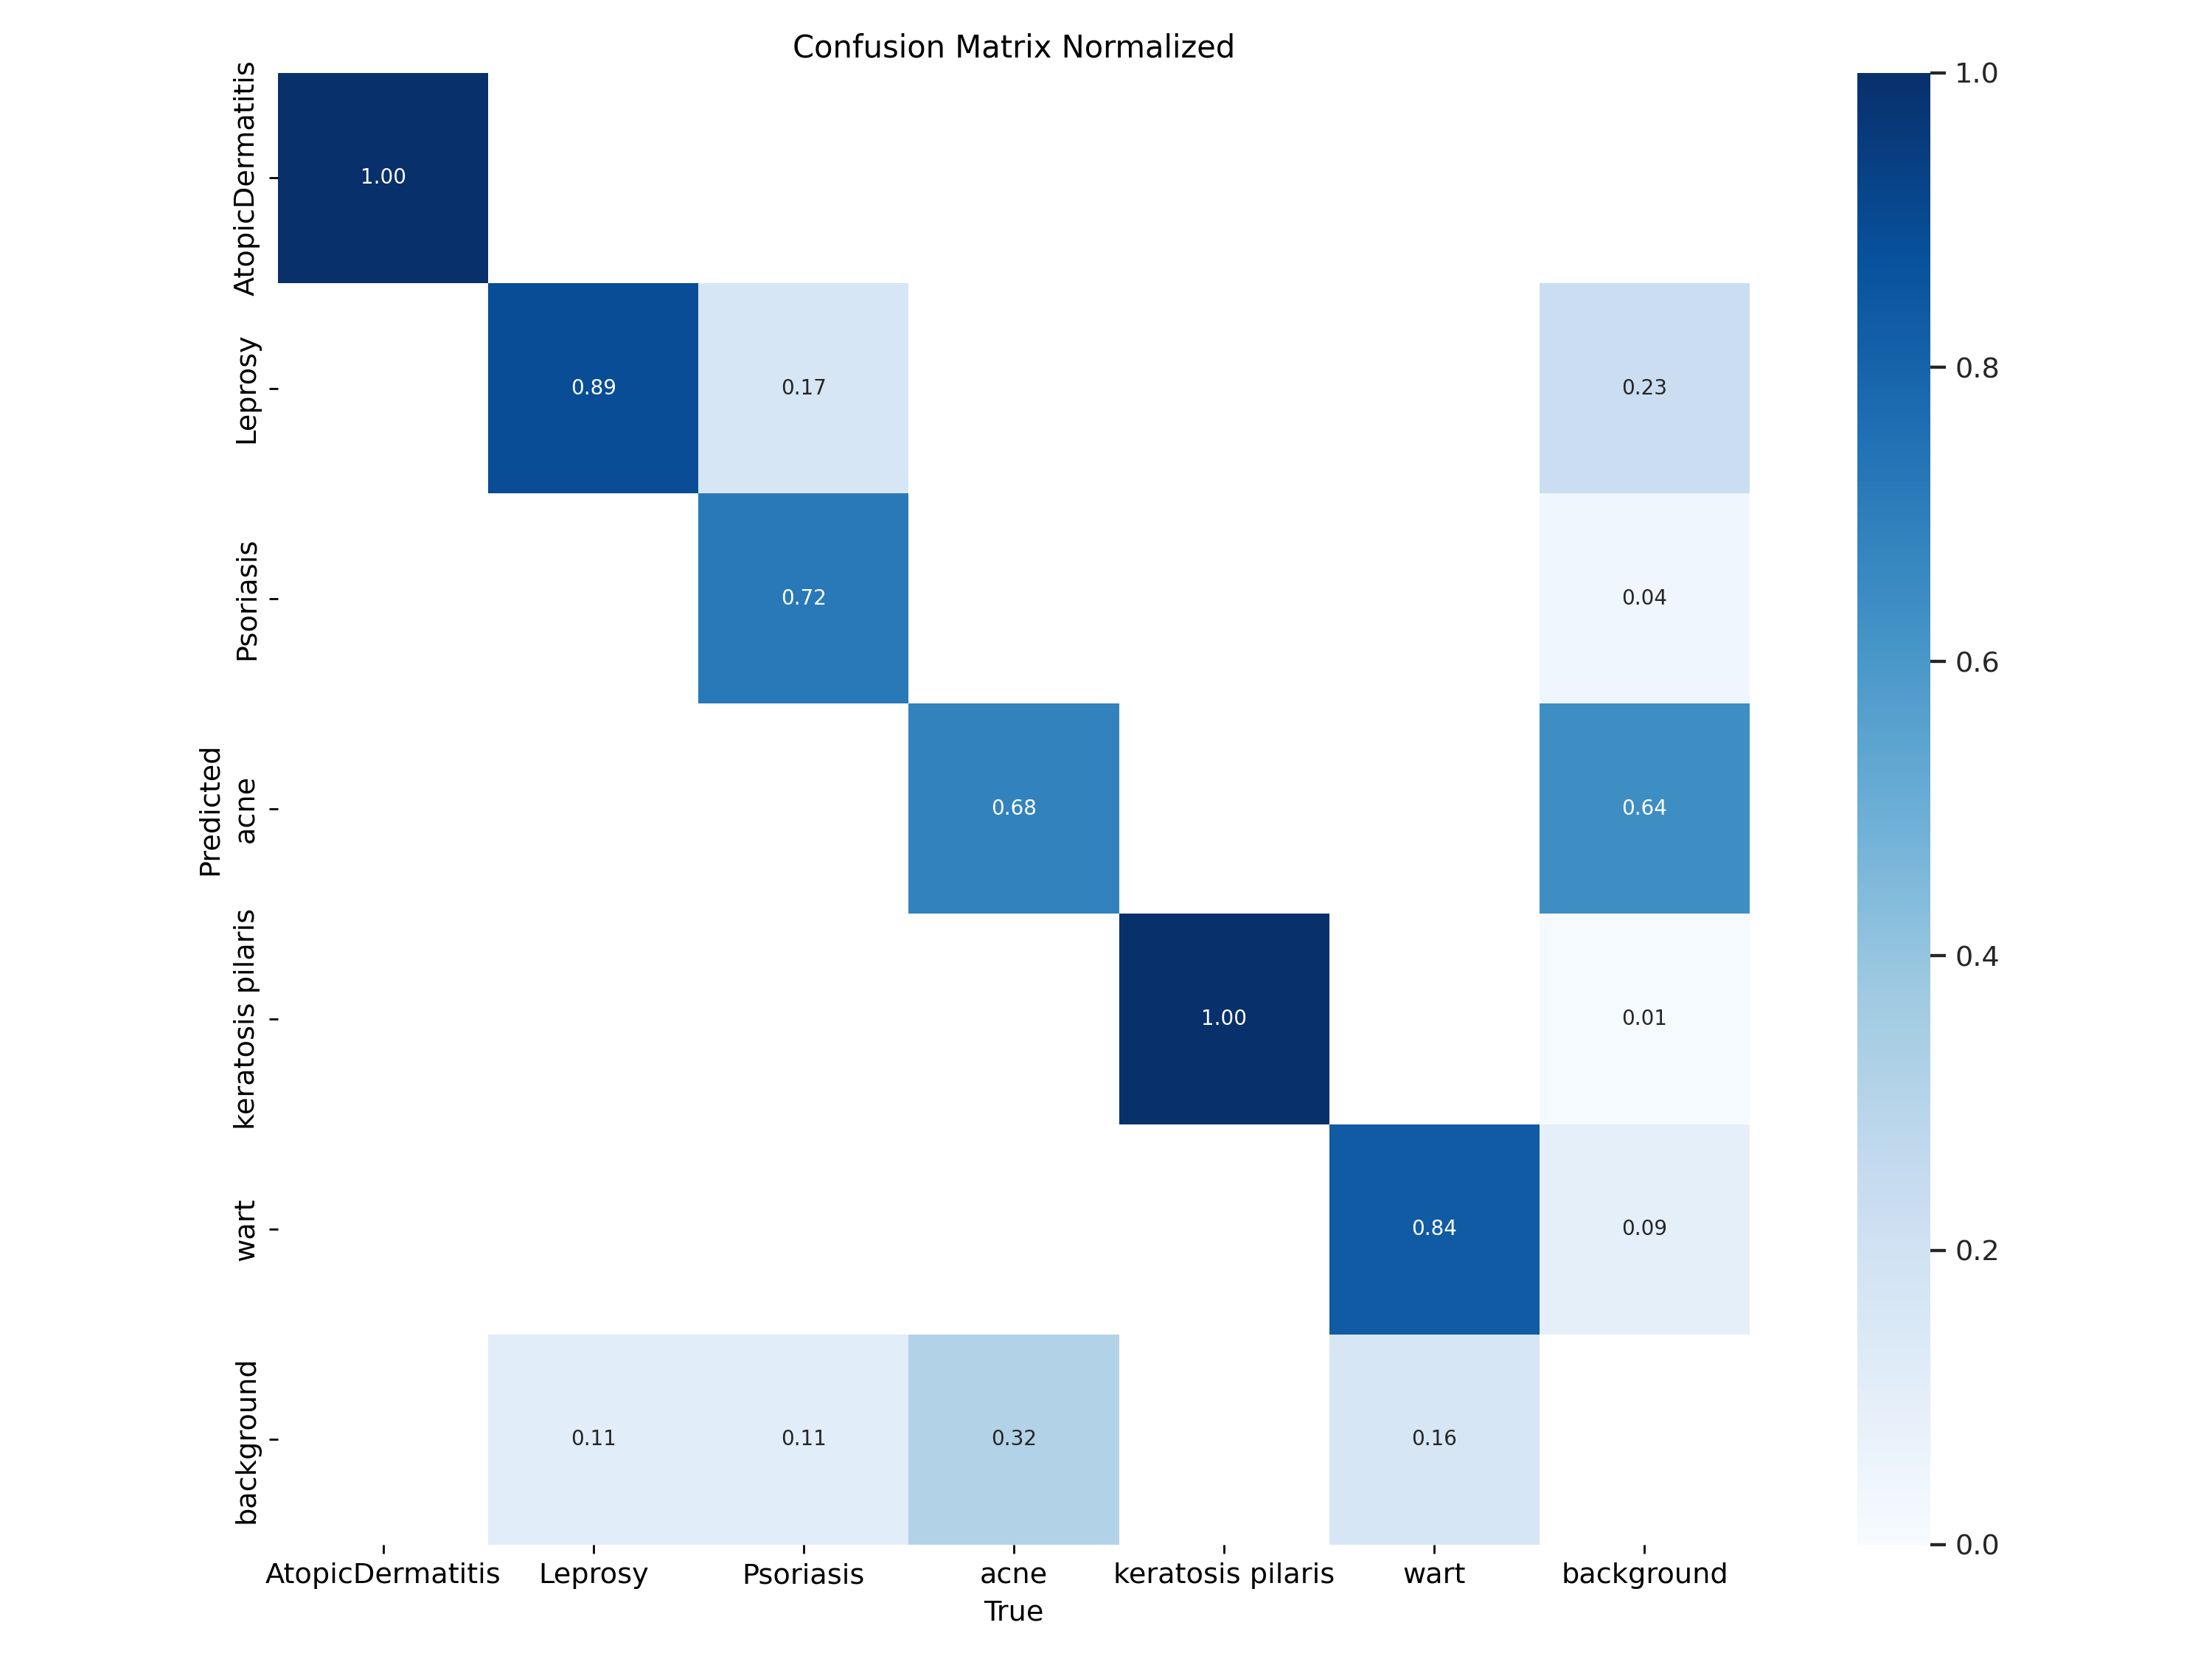 Confusion Matrix Normalized
AtopicDermatitis
Leprosy
Psoriasis
acne
keratosis pilaris
wart
background
Predicted
1.00
0.89 0.17 0.23
0.72 0.04
0.68 0.64
1.00 0.01
0.84 0.09
0.11 0.11 0.32 0.16
AtopicDermatitis Leprosy Psoriasis acne keratosis pilaris wart background
True
1.0
0.8
0.6
0.4
0.2
0.0